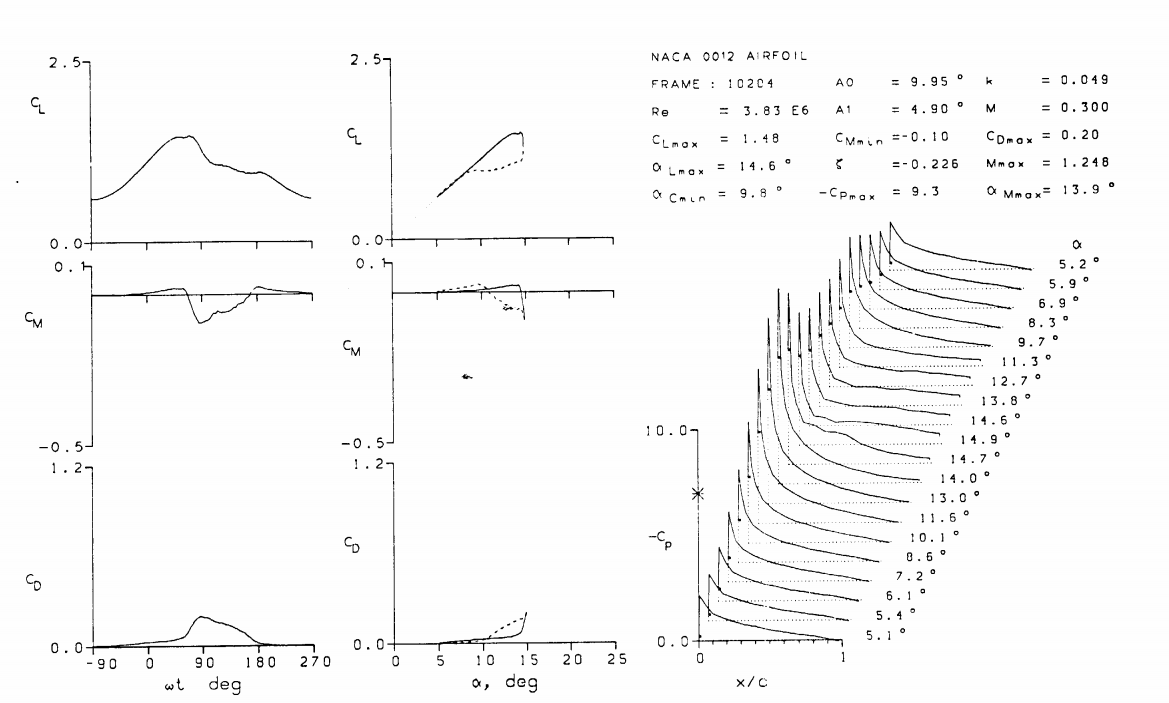 NACA 0012 AIRFOIL
FRAME : 10204 A0 = 9.95 ° k = 0.049
Re = 3.83 E6 A1 = 4.90 ° M = 0.300
CLmax = 1.48 CMmin =-0.10 CDmax = 0.20
α Lmax = 14.6 ° ζ =-0.226 Mmax = 1.248
α Cmin = 9.8 ° -CPmax = 9.3 α Mmax= 13.9 °
2.5
CL
0.0
0.1
CM
-0.5
1.2
CD
0.0
-90 0 90 180 270
ωt deg
2.5
CL
0.0
0.1
CM
-0.5
1.2
CD
0.0
0 5 10 15 20 25
α, deg
α
5.2 °
5.9 °
6.9 °
8.3 °
9.7 °
11.3 °
12.7 °
13.8 °
14.6 °
14.9 °
14.7 °
14.0 °
13.0 °
11.6 °
10.1 °
8.6 °
7.2 °
6.1 °
5.4 °
5.1 °
10.0
-Cp
0.0
0 1
x/c